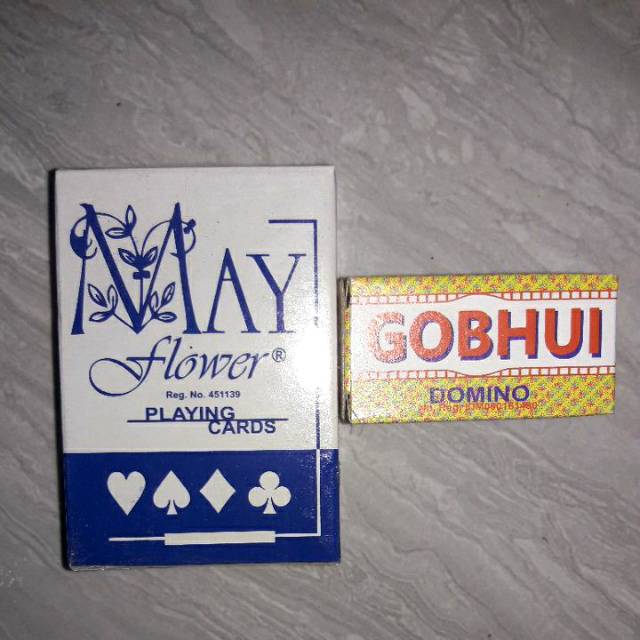 MAY
flower®
Reg. No. 451139
PLAYING
CARDS
GOBHUI
DOMINO